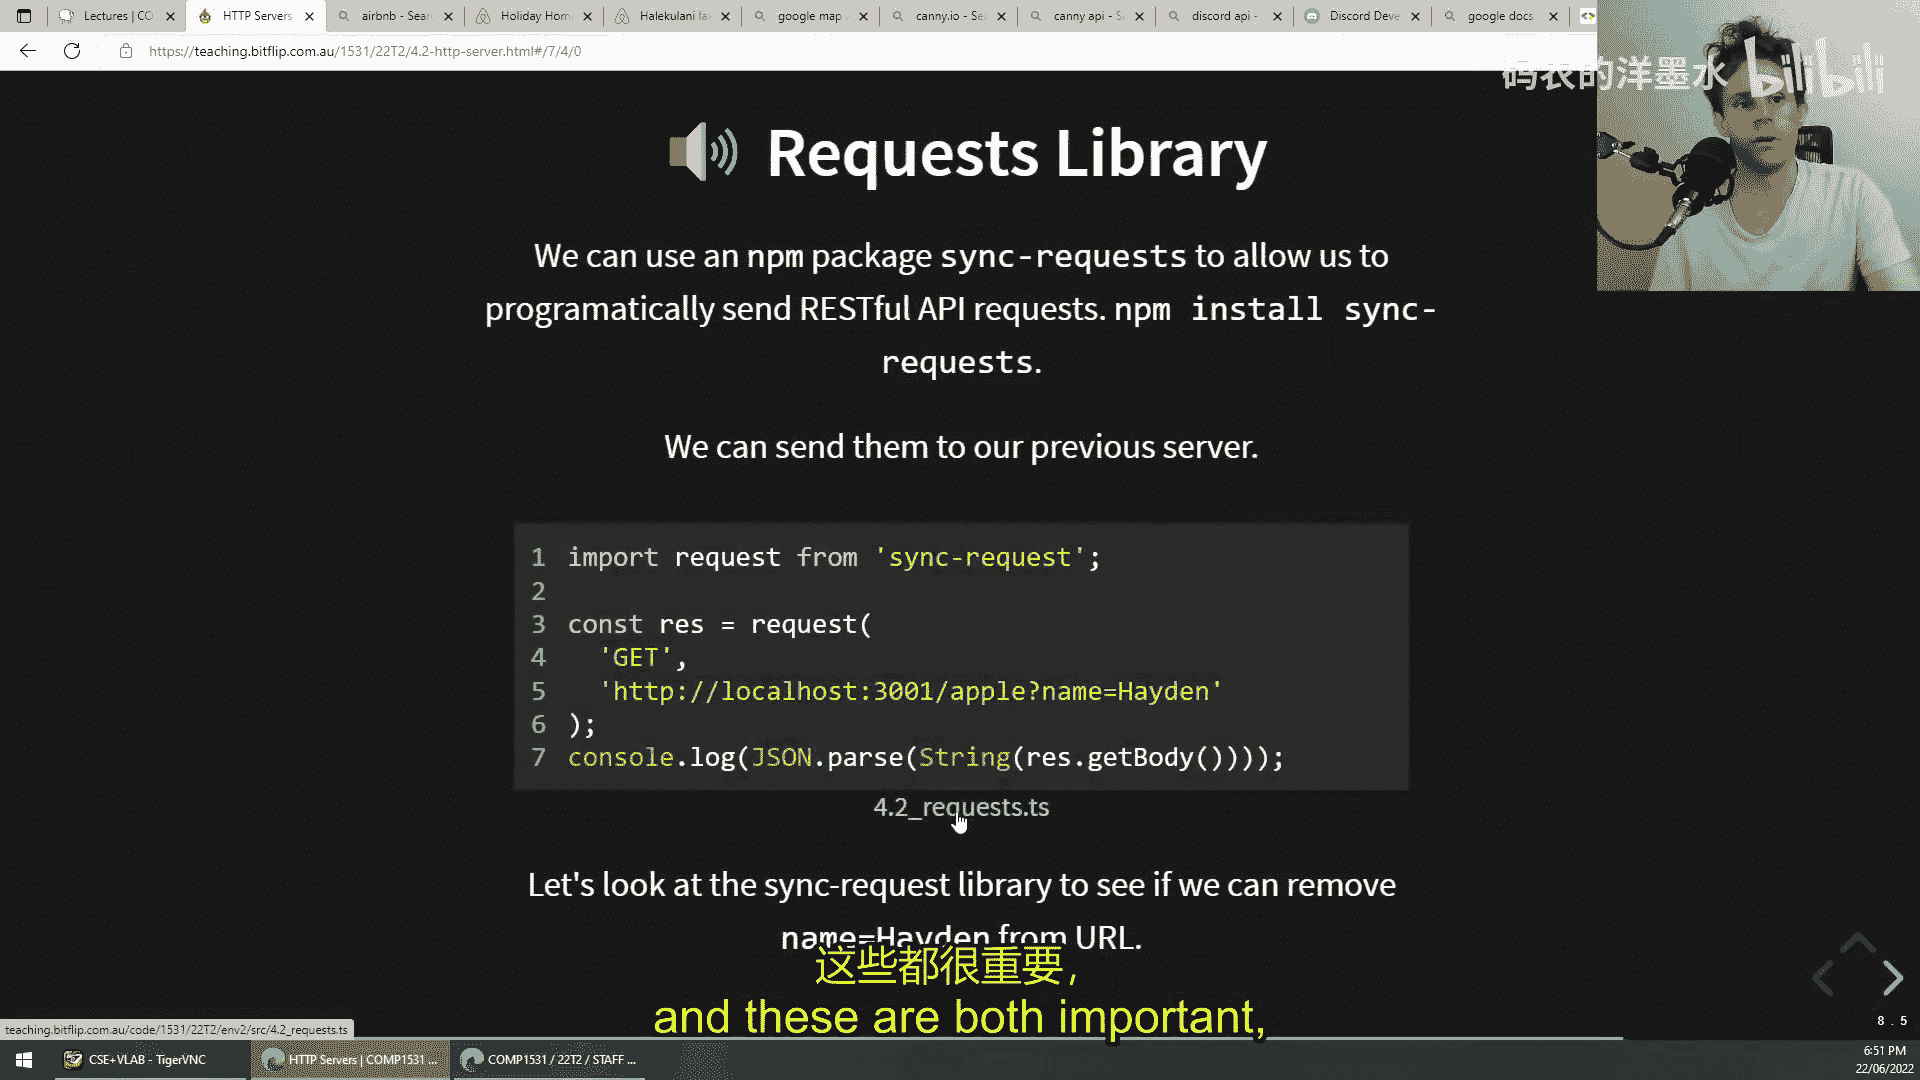 Lectures | CO
HTTP Servers
airbnb - Sear
Holiday Hom
Halekulani la
google map
canny.io - Se
canny api - S
discord api -
Discord Deve
google docs
https://teaching.bitflip.com.au/1531/22T2/4.2-http-server.html#/7/4/0
码农的洋墨水 bilibili
Requests Library
We can use an npm package sync-requests to allow us to
programatically send RESTful API requests. npm install sync-
requests.
We can send them to our previous server.
1 import request from 'sync-request';
2
3 const res = request(
4 'GET',
5 'http://localhost:3001/apple?name=Hayden'
6 );
7 console.log(JSON.parse(String(res.getBody())));
4.2_requests.ts
Let's look at the sync-request library to see if we can remove
name=Hayden from URL.
这些都很重要，
and these are both important,
8.5
teaching.bitflip.com.au/code/1531/22T2/env2/src/4.2_requests.ts
CSE+VLAB - TigerVNC
HTTP Servers | COMP1531 ...
COMP1531 / 22T2 / STAFF ...
6:51 PM
22/06/2022